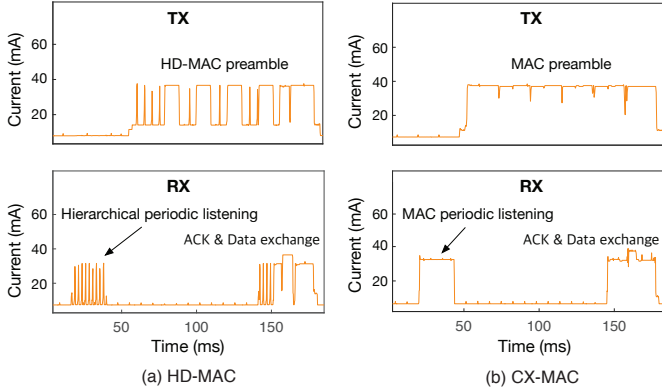 TX
60
40
20
Current (mA)
HD-MAC preamble
RX
60
40
20
Current (mA)
Hierarchical periodic listening
ACK & Data exchange
50
100
150
Time (ms)
(a) HD-MAC
TX
60
40
20
Current (mA)
MAC preamble
RX
60
40
20
Current (mA)
MAC periodic listening
ACK & Data exchange
50
100
150
Time (ms)
(b) CX-MAC